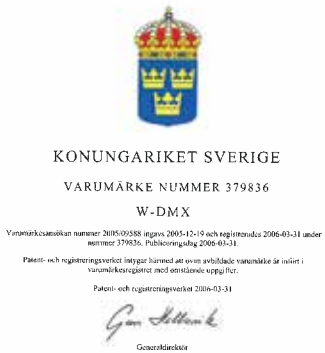 KONUNGARIKET SVERIGE
VARUMÄRKE NUMMER 379836
W-DMX
Varumärkesansökan nummer 2005/09588 ingavs 2005-12-19 och registrerades 2006-03-31 under
nummer 379836. Publiceringsdag 2006-03-31.
Patent- och registreringsverket intygar härmed att ovan avbildade varumärke är infört i
varumärkesregistret med omstående uppgifter.
Patent- och registreringsverket 2006-03-31
Generaldirektör